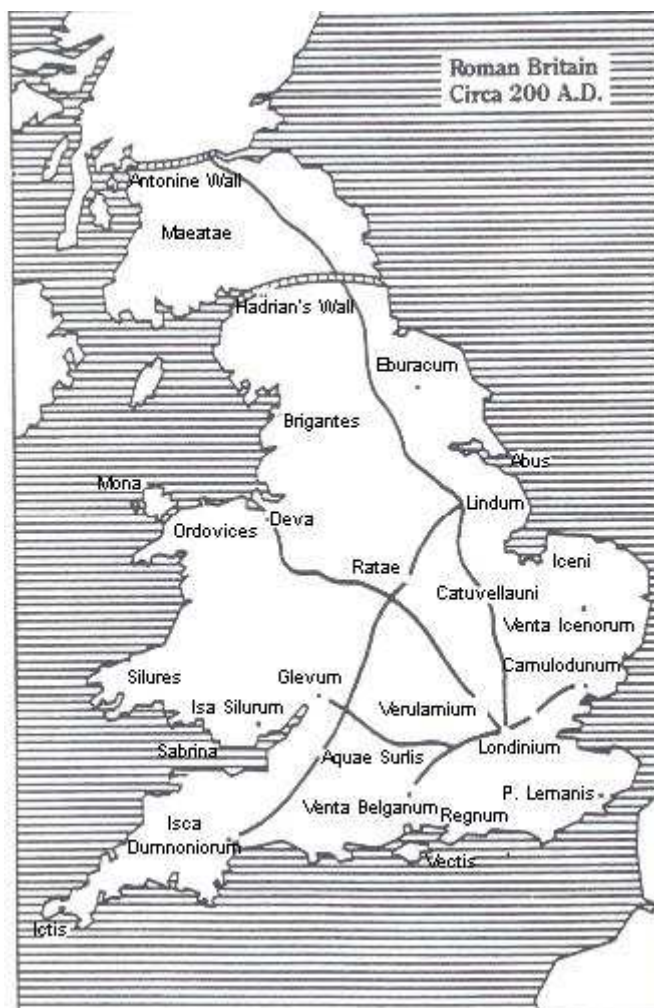 Roman Britain
Circa 200 A.D.
Antonine Wall
Maeatae
Hadrian's Wall
Eburacum
Brigantes
Abus
Mona
Lindum
Deva
Ordovices
Iceni
Ratae
Catuvellauni
Venta Icenorum
Camulodunum
Silures
Glevum
Isa Silurum
Verulamium
Sabrina
Aquae Surlis
Londinium
P. Lemanis
Venta Belganum
Regnum
Isca
Dumnoniorum
Vectis
Ictis